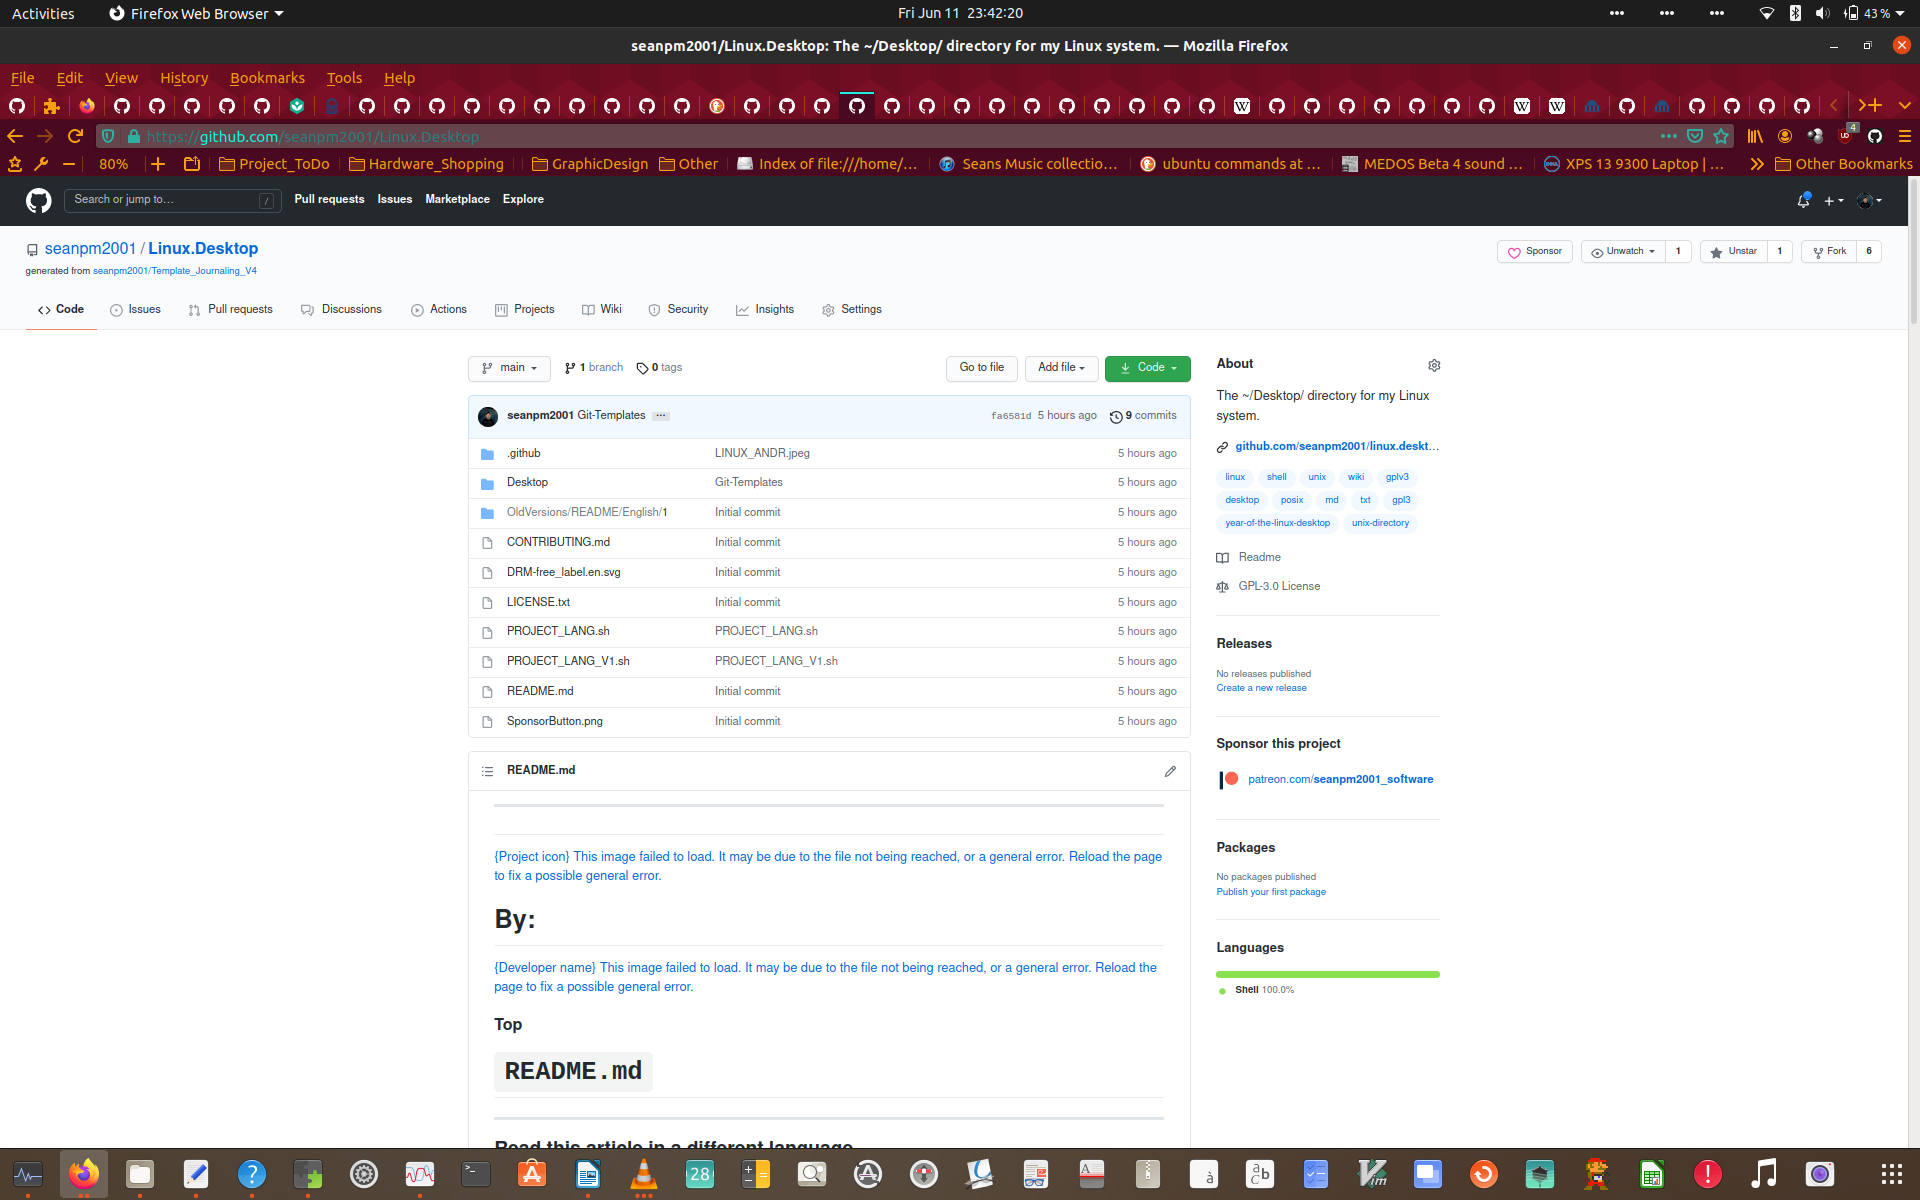 Activities
Firefox Web Browser
Fri Jun 11 23:42:20
43 %
seanpm2001/Linux.Desktop: The ~/Desktop/ directory for my Linux system. — Mozilla Firefox
File Edit View History Bookmarks Tools Help
https://github.com/seanpm2001/Linux.Desktop
4
80%
Project_ToDo
Hardware_Shopping
GraphicDesign
Other
Index of file:///home/...
Seans Music collectio...
ubuntu commands at ...
MEDOS Beta 4 sound ...
XPS 13 9300 Laptop | ...
Other Bookmarks
Search or jump to... /
Pull requests Issues Marketplace Explore
seanpm2001 / Linux.Desktop
generated from seanpm2001/Template_Journaling_V4
Sponsor
Unwatch 1
Unstar 1
Fork 6
Code
Issues
Pull requests
Discussions
Actions
Projects
Wiki
Security
Insights
Settings
main
1 branch
0 tags
Go to file
Add file
Code
seanpm2001 Git-Templates ...
fa6581d 5 hours ago
9 commits
.github LINUX_ANDR.jpeg 5 hours ago
Desktop Git-Templates 5 hours ago
OldVersions/README/English/1 Initial commit 5 hours ago
CONTRIBUTING.md Initial commit 5 hours ago
DRM-free_label.en.svg Initial commit 5 hours ago
LICENSE.txt Initial commit 5 hours ago
PROJECT_LANG.sh PROJECT_LANG.sh 5 hours ago
PROJECT_LANG_V1.sh PROJECT_LANG_V1.sh 5 hours ago
README.md Initial commit 5 hours ago
SponsorButton.png Initial commit 5 hours ago
README.md
{Project icon} This image failed to load. It may be due to the file not being reached, or a general error. Reload the page
to fix a possible general error.
By:
{Developer name} This image failed to load. It may be due to the file not being reached, or a general error. Reload the
page to fix a possible general error.
Top
README.md
Read this article in a different language
About
The ~/Desktop/ directory for my Linux
system.
github.com/seanpm2001/linux.deskt...
linux shell unix wiki gplv3
desktop posix md txt gpl3
year-of-the-linux-desktop unix-directory
Readme
GPL-3.0 License
Releases
No releases published
Create a new release
Sponsor this project
patreon.com/seanpm2001_software
Packages
No packages published
Publish your first package
Languages
Shell 100.0%
28